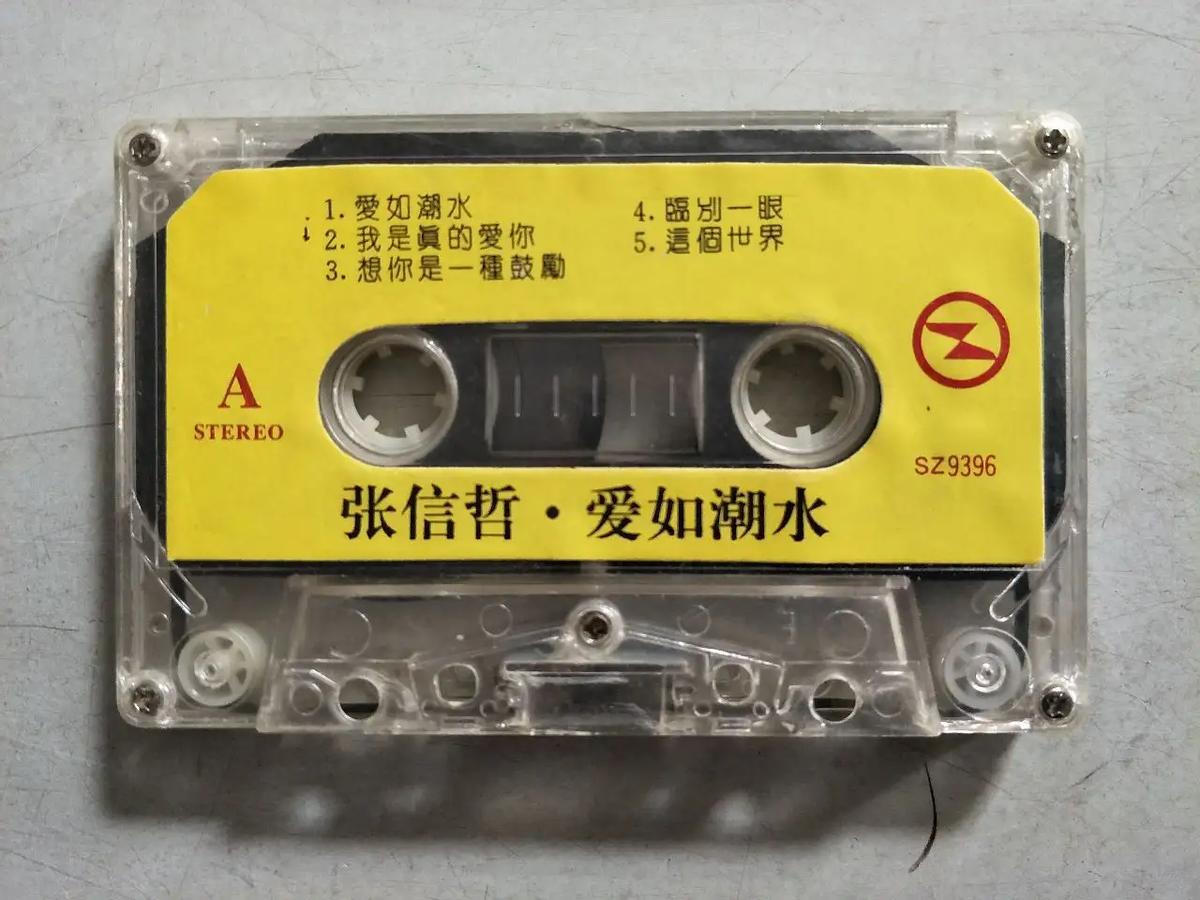 1. 愛如潮水
2. 我是眞的愛你
3. 想你是一種鼓勵
4. 臨別一眼
5. 這個世界
A
STEREO
SZ9396
张信哲·爱如潮水